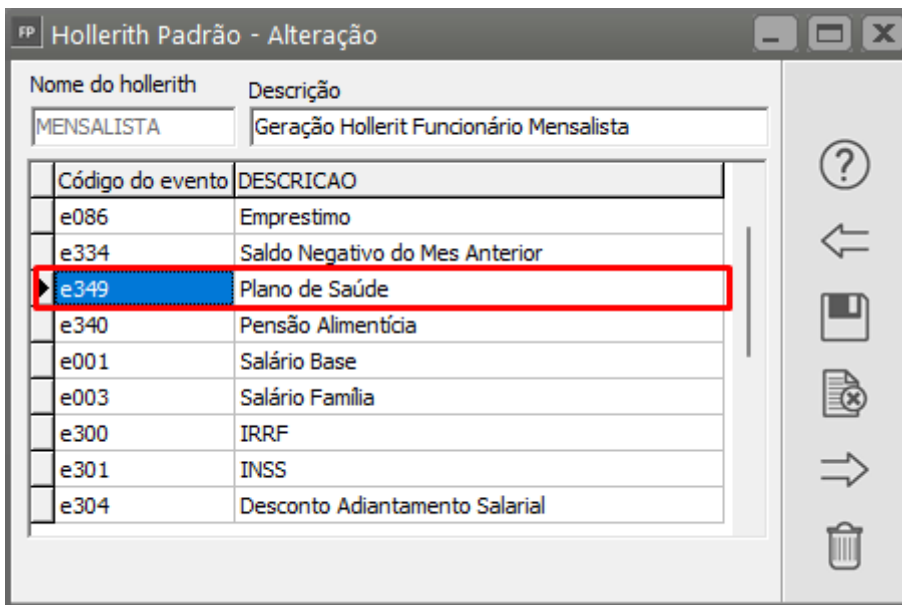 FP Hollerith Padrão - Alteração
Nome do hollerith Descrição
MENSALISTA Geração Hollerit Funcionário Mensalista
Código do evento DESCRICAO
e086 Emprestimo
e334 Saldo Negativo do Mes Anterior
e349 Plano de Saúde
e340 Pensão Alimentícia
e001 Salário Base
e003 Salário Família
e300 IRRF
e301 INSS
e304 Desconto Adiantamento Salarial